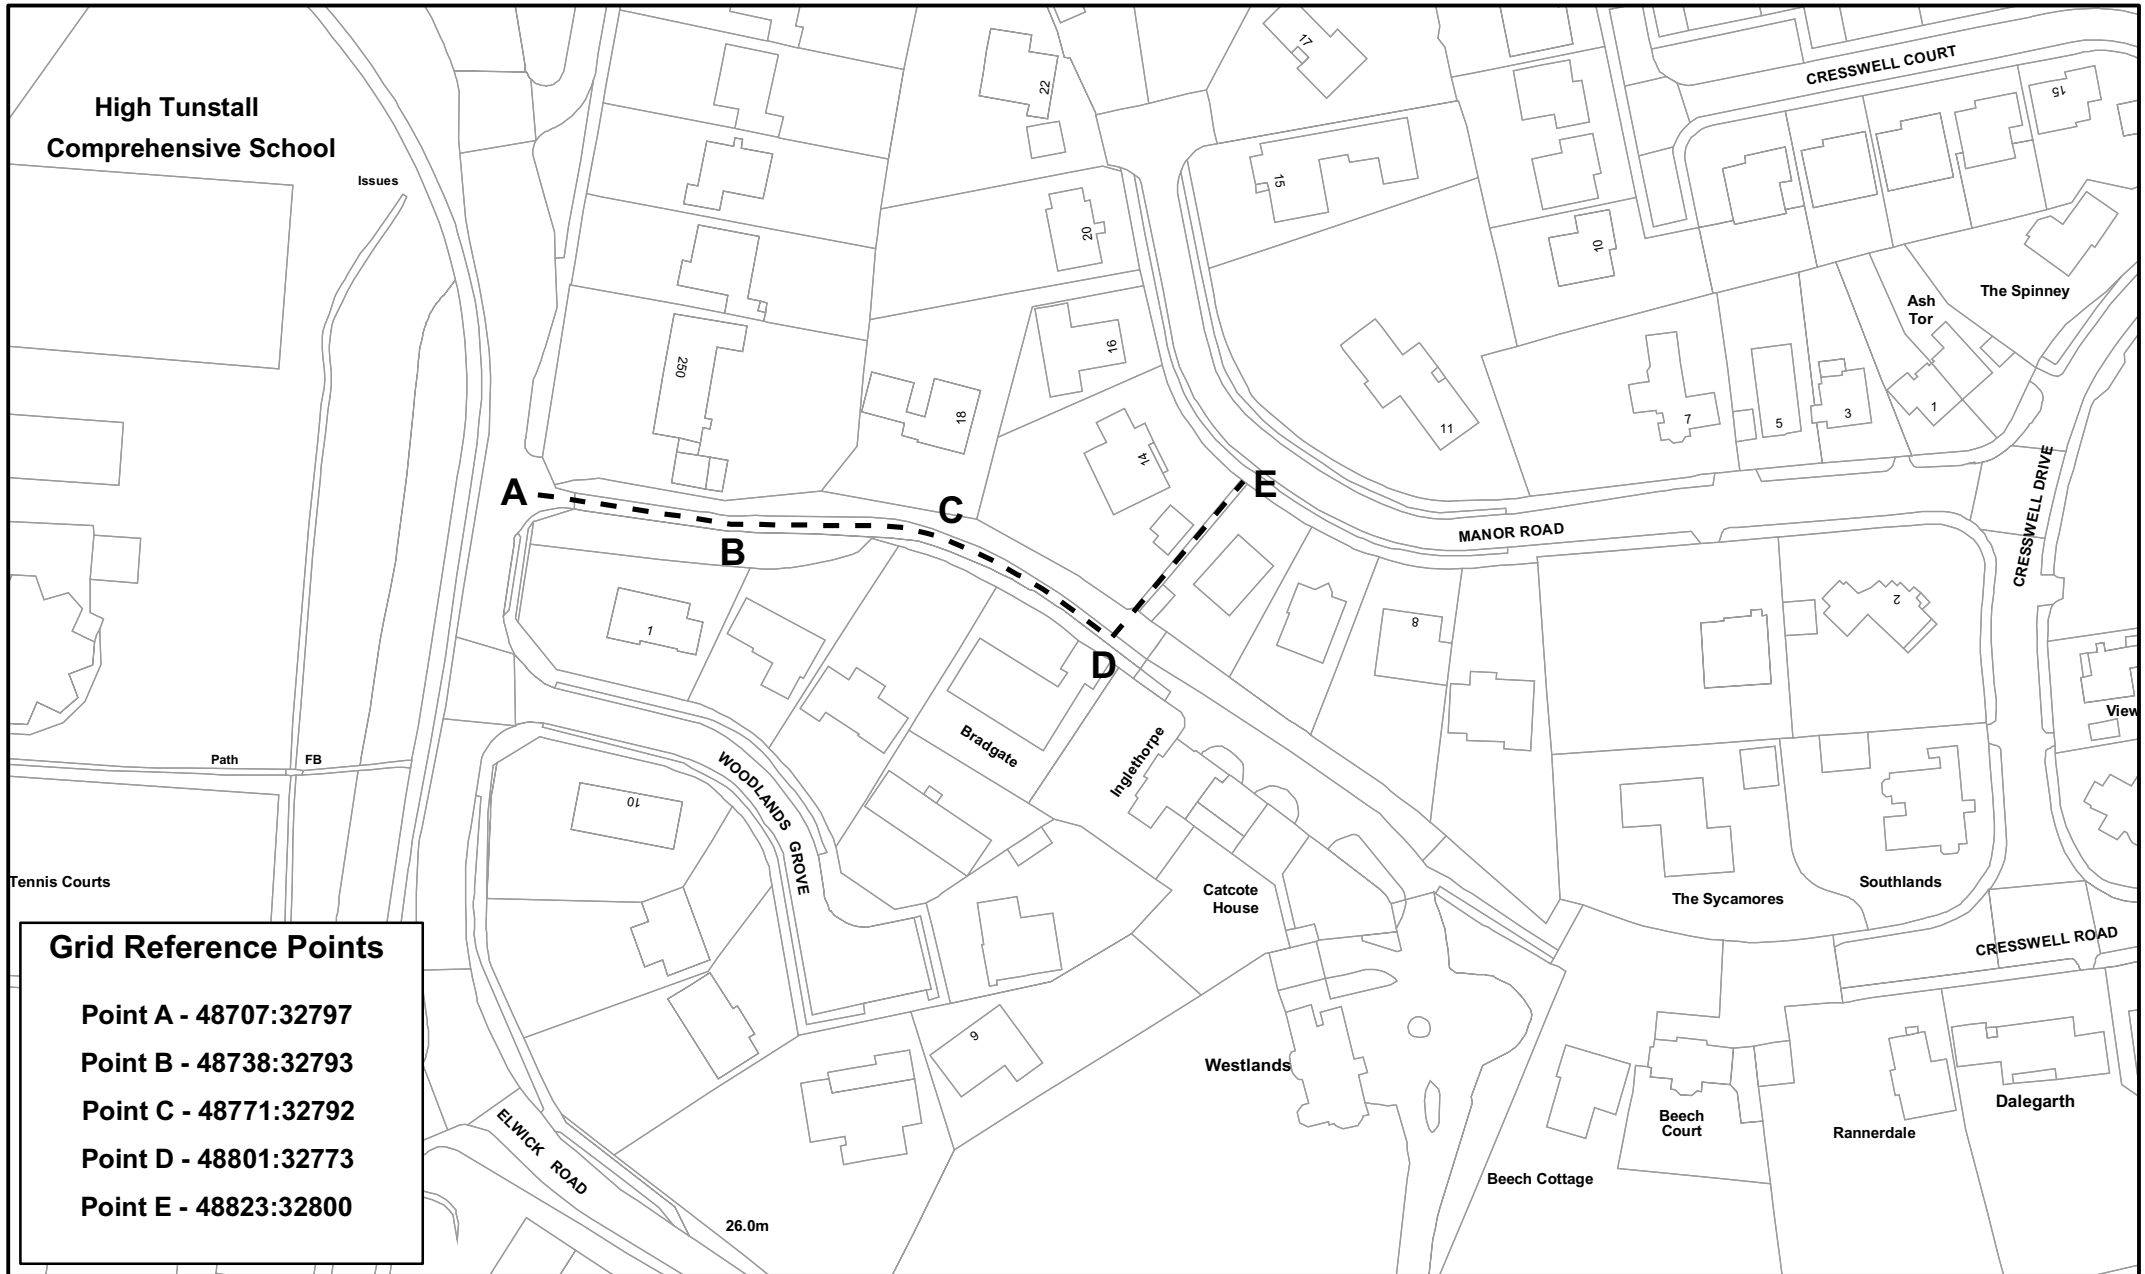 High Tunstall
Comprehensive School
Issues
22
17
CRESSWELL COURT
15
15
20
10
The Spinney
Ash
Tor
16
250
18
14
11
7
5
3
1
A
C
E
B
MANOR ROAD
CRESSWELL DRIVE
1
8
2
D
View
Bradgate
Inglethorpe
Path
FB
WOODLANDS GROVE
10
Tennis Courts
Catcote
House
The Sycamores
Southlands
CRESSWELL ROAD
Grid Reference Points
Point A - 48707:32797
Point B - 48738:32793
Point C - 48771:32792
Point D - 48801:32773
Point E - 48823:32800
Westlands
Beech
Court
Dalegarth
Rannerdale
Beech Cottage
ELWICK ROAD
26.0m